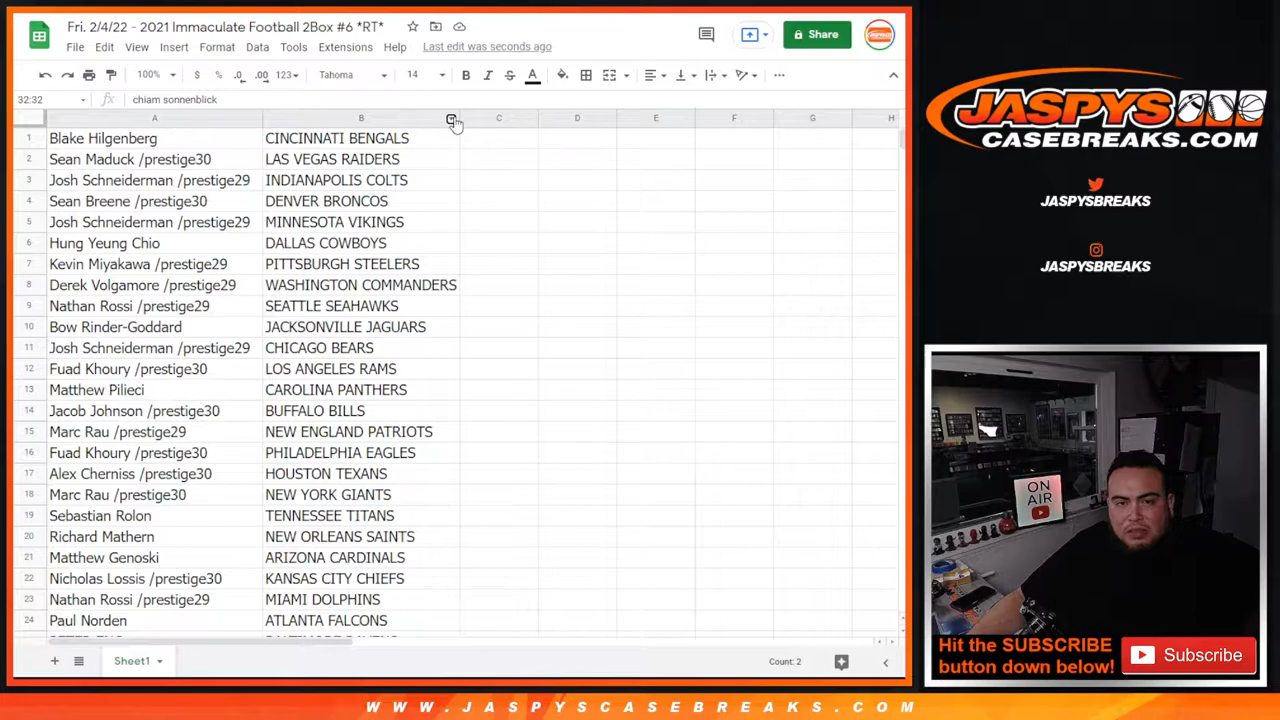 Fri. 2/4/22 - 2021 Immaculate Football 2Box #6 *RT*
File Edit View Insert Format Data Tools Extensions Help Last edit was seconds ago
Share
100% $ % .0 .00 123 Tahoma 14 B I S A
32:32 fx chiam sonnenblick
A B C D E F G H
1 Blake Hilgenberg CINCINNATI BENGALS
2 Sean Maduck /prestige30 LAS VEGAS RAIDERS
3 Josh Schneiderman /prestige29 INDIANAPOLIS COLTS
4 Sean Breene /prestige30 DENVER BRONCOS
5 Josh Schneiderman /prestige29 MINNESOTA VIKINGS
6 Hung Yeung Chio DALLAS COWBOYS
7 Kevin Miyakawa /prestige29 PITTSBURGH STEELERS
8 Derek Volgamore /prestige29 WASHINGTON COMMANDERS
9 Nathan Rossi /prestige29 SEATTLE SEAHAWKS
10 Bow Rinder-Goddard JACKSONVILLE JAGUARS
11 Josh Schneiderman /prestige29 CHICAGO BEARS
12 Fuad Khoury /prestige30 LOS ANGELES RAMS
13 Matthew Pilieci CAROLINA PANTHERS
14 Jacob Johnson /prestige30 BUFFALO BILLS
15 Marc Rau /prestige29 NEW ENGLAND PATRIOTS
16 Fuad Khoury /prestige30 PHILADELPHIA EAGLES
17 Alex Cherniss /prestige30 HOUSTON TEXANS
18 Marc Rau /prestige30 NEW YORK GIANTS
19 Sebastian Rolon TENNESSEE TITANS
20 Richard Mathern NEW ORLEANS SAINTS
21 Matthew Genoski ARIZONA CARDINALS
22 Nicholas Lossis /prestige30 KANSAS CITY CHIEFS
23 Nathan Rossi /prestige29 MIAMI DOLPHINS
24 Paul Norden ATLANTA FALCONS
Sheet1
Count: 2
JASPYS
CASEBREAKS.COM
JASPYSBREAKS
JASPYSBREAKS
ON
AIR
Hit the SUBSCRIBE
button down below!
Subscribe
WWW.JASPYSCASEBREAKS.COM